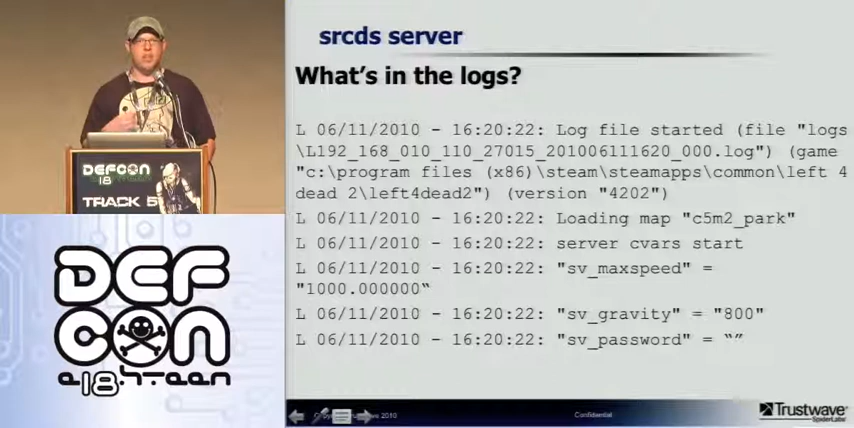 srcds server
What's in the logs?
L 06/11/2010 - 16:20:22: Log file started (file "logs
\L192_168_010_110_27015_201006111620_000.log") (game
"c:\program files (x86)\steam\steamapps\common\left 4
dead 2\left4dead2") (version "4202")
L 06/11/2010 - 16:20:22: Loading map "c5m2_park"
L 06/11/2010 - 16:20:22: server cvars start
L 06/11/2010 - 16:20:22: "sv_maxspeed" =
"1000.000000“
L 06/11/2010 - 16:20:22: "sv_gravity" = "800"
L 06/11/2010 - 16:20:22: "sv_password" = “”
2010
Confidential
Trustwave
SpiderLabs
DEFCON
18
TRACK 5
DEF
CON
e18hteen